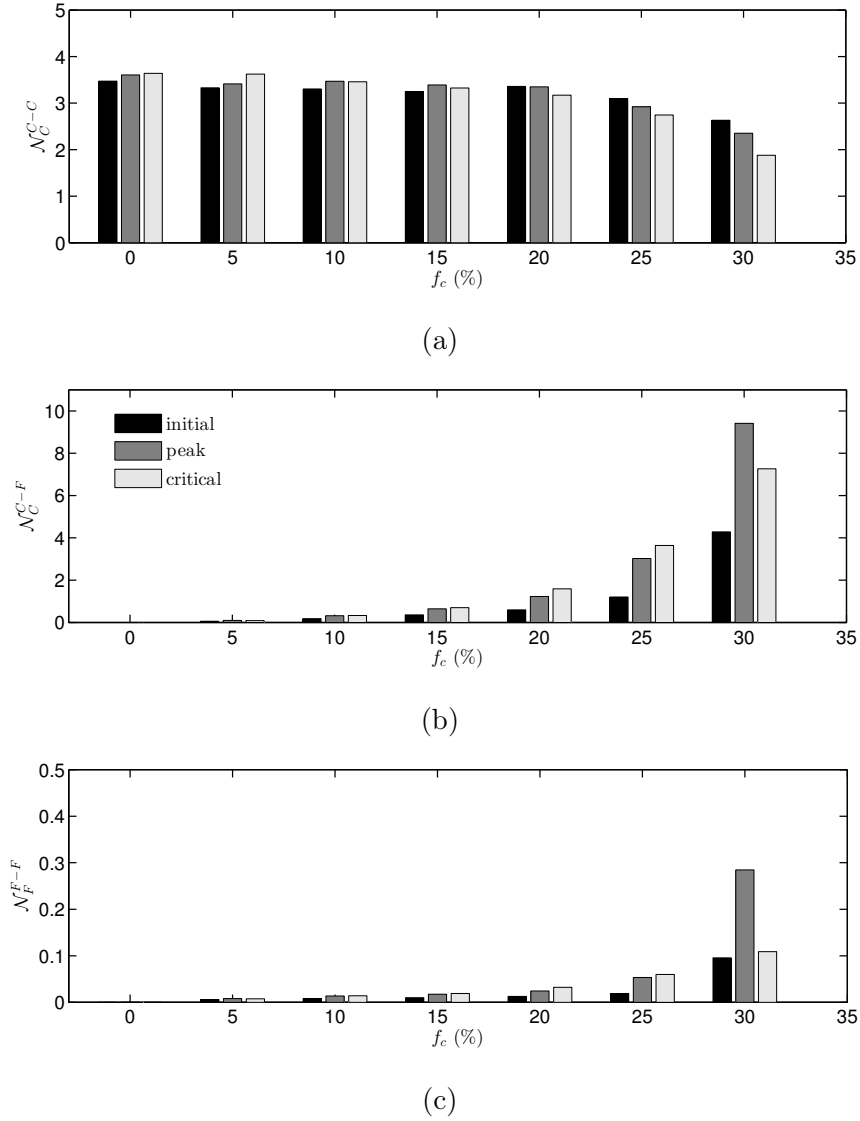 5
4
3
2
1
0
𝒩_C^{C−C}
0 5 10 15 20 25 30 35
f_c (%)
(a)
10
8
6
4
2
0
𝒩_C^{C−F}
initial
peak
critical
0 5 10 15 20 25 30 35
f_c (%)
(b)
0.5
0.4
0.3
0.2
0.1
0
𝒩_F^{F−F}
0 5 10 15 20 25 30 35
f_c (%)
(c)